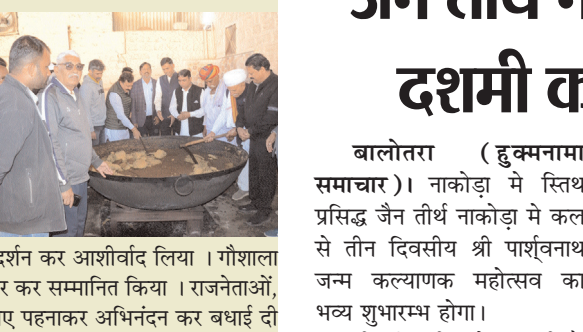 दर्शन कर आशीर्वाद लिया । गौशाला
र कर सम्मानित किया । राजनेताओं,
ए पहनाकर अभिनंदन कर बधाई दी
जैन तीर्थ
दशमी
बालोतरा (हुक्मनामा
समाचार)। नाकोड़ा मे स्तिथ
प्रसिद्ध जैन तीर्थ नाकोड़ा मे कल
से तीन दिवसीय श्री पार्श्वनाथ
जन्म कल्याणक महोत्सव का
भव्य शुभारम्भ होगा।